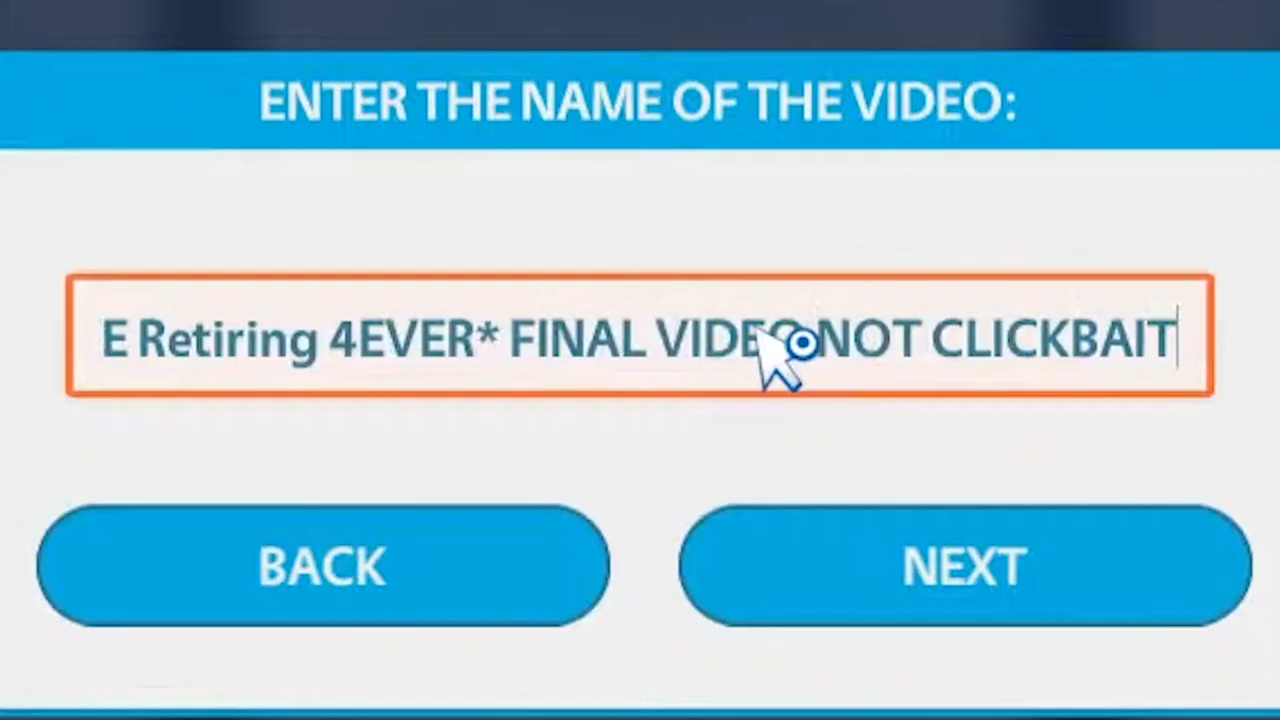 ENTER THE NAME OF THE VIDEO:
E Retiring 4EVER* FINAL VIDEO NOT CLICKBAIT
BACK
NEXT